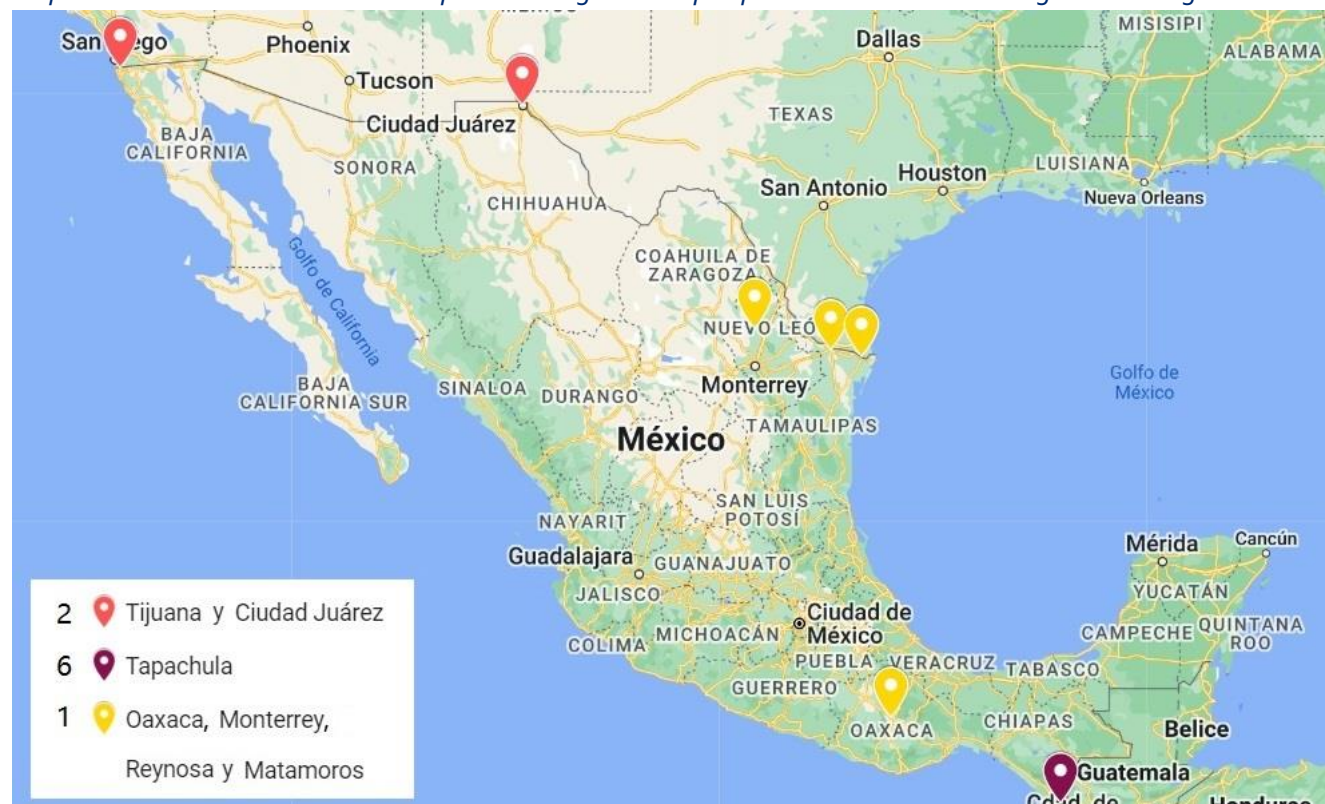 San Diego
Phoenix
Tucson
Dallas
MISISIPI
ALABAMA
Ciudad Juárez
TEXAS
BAJA
CALIFORNIA
SONORA
LUISIANA
Houston
San Antonio
Nueva Orleans
CHIHUAHUA
COAHUILA DE
ZARAGOZA
Golfo de California
NUEVO LEÓ
Monterrey
Golfo de
México
BAJA
CALIFORNIA SUR
SINALOA
DURANGO
TAMAULIPAS
México
SAN LUIS
POTOSÍ
NAYARIT
Guadalajara
GUANAJUATO
Mérida
Cancún
JALISCO
YUCATÁN
Ciudad de
México
COLIMA
MICHOACÁN
CAMPECHE
QUINTANA
ROO
PUEBLA
VERACRUZ
TABASCO
GUERRERO
OAXACA
CHIAPAS
Belice
Guatemala
2 Tijuana y Ciudad Juárez
6 Tapachula
1 Oaxaca, Monterrey,
Reynosa y Matamoros